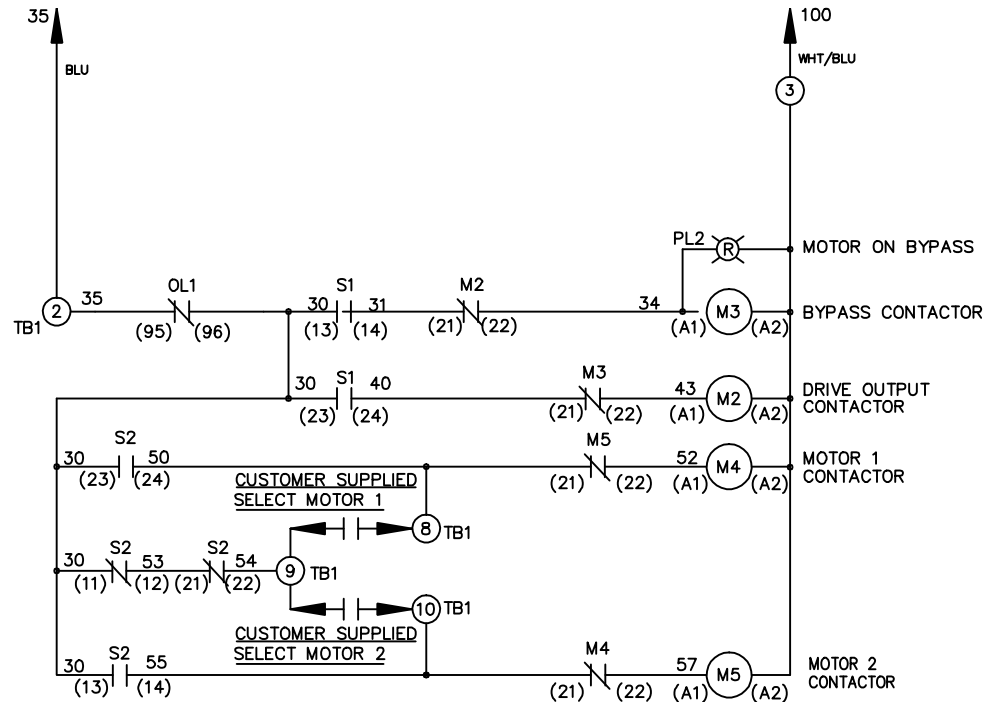 35
100
BLU
WHT/BLU
3
PL2 R MOTOR ON BYPASS
2 35 OL1 30 S1 31 M2 34 M3 BYPASS CONTACTOR
TB1 (95) (96) (13) (14) (21) (22) (A1) (A2)
30 S1 40 M3 43 M2 DRIVE OUTPUT
CONTACTOR
(23) (24) (21) (22) (A1) (A2)
30 S2 50 M5 52 M4 MOTOR 1
CONTACTOR
(23) (24) (21) (22) (A1) (A2)
CUSTOMER SUPPLIED
SELECT MOTOR 1
8 TB1
30 S2 53 S2 54 9 TB1
(11) (12) (21) (22)
10 TB1
CUSTOMER SUPPLIED
SELECT MOTOR 2
30 S2 55 M4 57 M5 MOTOR 2
CONTACTOR
(13) (14) (21) (22) (A1) (A2)